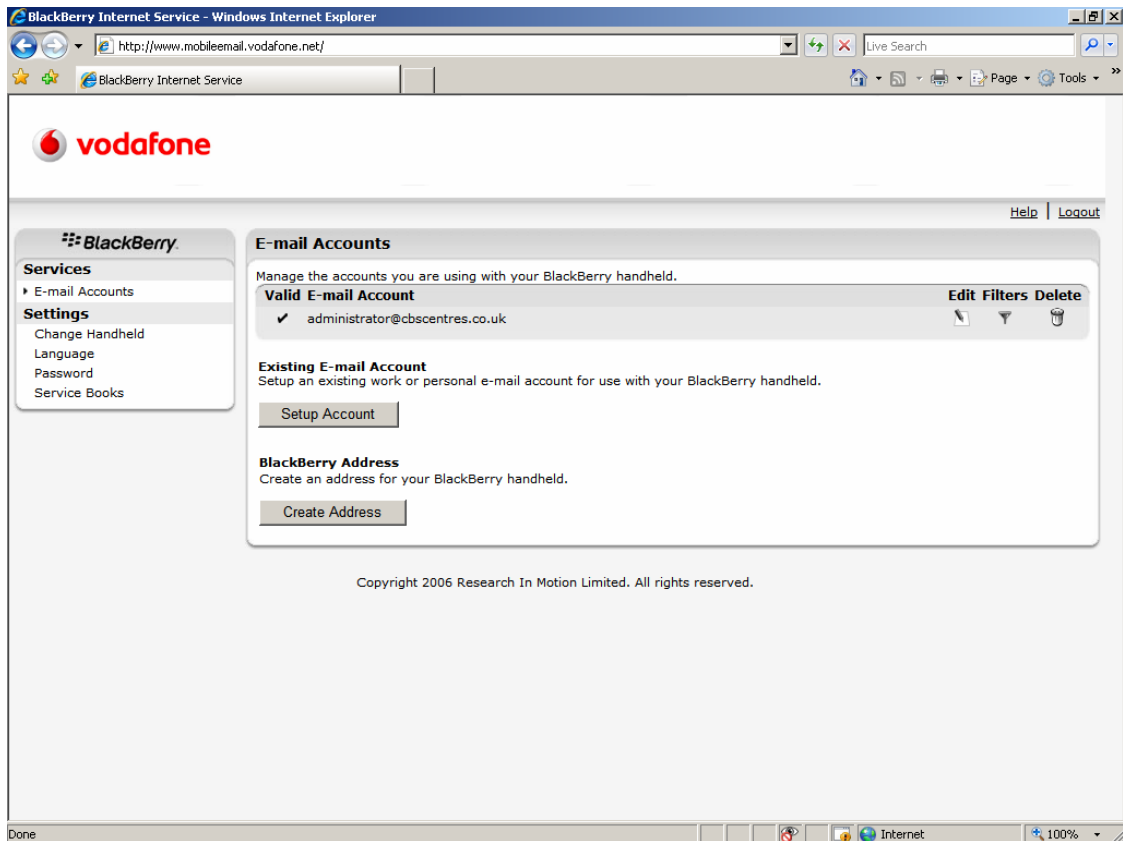 BlackBerry Internet Service - Windows Internet Explorer
http://www.mobileemail.vodafone.net/
Live Search
BlackBerry Internet Service
Page
Tools
vodafone
Help | Logout
BlackBerry.
Services
E-mail Accounts
Settings
Change Handheld
Language
Password
Service Books
E-mail Accounts
Manage the accounts you are using with your BlackBerry handheld.
Valid E-mail Account Edit Filters Delete
✔ administrator@cbscentres.co.uk
Existing E-mail Account
Setup an existing work or personal e-mail account for use with your BlackBerry handheld.
Setup Account
BlackBerry Address
Create an address for your BlackBerry handheld.
Create Address
Copyright 2006 Research In Motion Limited. All rights reserved.
Done
Internet
100%